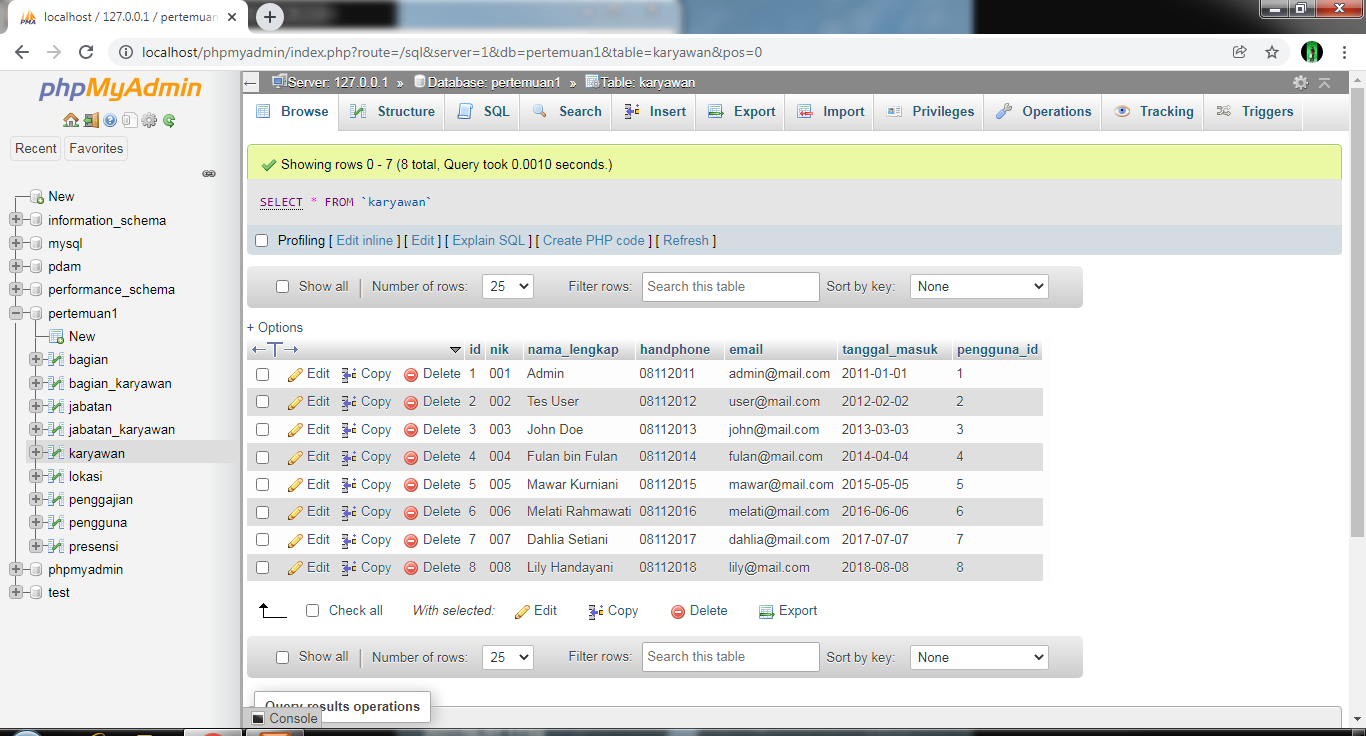 localhost / 127.0.0.1 / pertemuan
localhost/phpmyadmin/index.php?route=/sql&server=1&db=pertemuan1&table=karyawan&pos=0
phpMyAdmin
Recent Favorites
New
information_schema
mysql
pdam
performance_schema
pertemuan1
New
bagian
bagian_karyawan
jabatan
jabatan_karyawan
karyawan
lokasi
penggajian
pengguna
presensi
phpmyadmin
test
Server: 127.0.0.1 » Database: pertemuan1 » Table: karyawan
Browse Structure SQL Search Insert Export Import Privileges Operations Tracking Triggers
Showing rows 0 - 7 (8 total, Query took 0.0010 seconds.)
SELECT * FROM `karyawan`
Profiling [ Edit inline ] [ Edit ] [ Explain SQL ] [ Create PHP code ] [ Refresh ]
Show all | Number of rows: 25 Filter rows: Search this table Sort by key: None
+ Options
id nik nama_lengkap handphone email tanggal_masuk pengguna_id
Edit Copy Delete 1 001 Admin 08112011 admin@mail.com 2011-01-01 1
Edit Copy Delete 2 002 Tes User 08112012 user@mail.com 2012-02-02 2
Edit Copy Delete 3 003 John Doe 08112013 john@mail.com 2013-03-03 3
Edit Copy Delete 4 004 Fulan bin Fulan 08112014 fulan@mail.com 2014-04-04 4
Edit Copy Delete 5 005 Mawar Kurniani 08112015 mawar@mail.com 2015-05-05 5
Edit Copy Delete 6 006 Melati Rahmawati 08112016 melati@mail.com 2016-06-06 6
Edit Copy Delete 7 007 Dahlia Setiani 08112017 dahlia@mail.com 2017-07-07 7
Edit Copy Delete 8 008 Lily Handayani 08112018 lily@mail.com 2018-08-08 8
Check all With selected: Edit Copy Delete Export
Show all | Number of rows: 25 Filter rows: Search this table Sort by key: None
Query results operations
Console